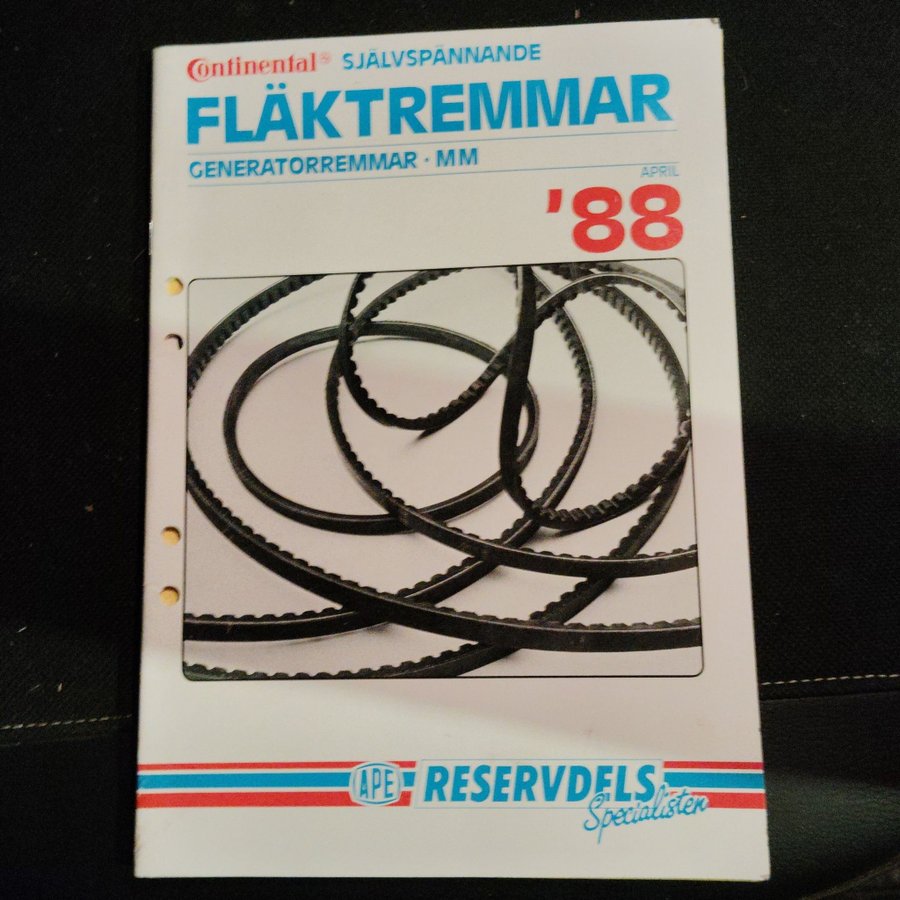 Continental® SJÄLVSPÄNNANDE
FLÄKTREMMAR
GENERATORREMMAR · MM
APRIL
'88
APE RESERVDELS
Specialisten